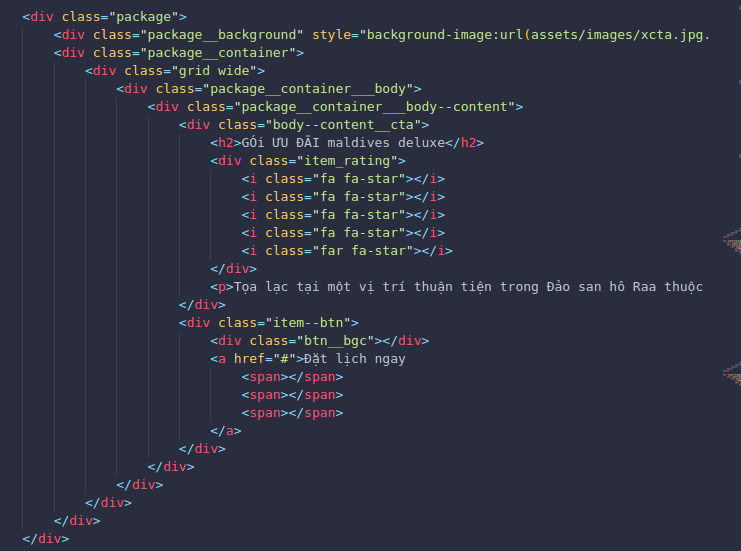 <div class="package">
<div class="package__background" style="background-image:url(assets/images/xcta.jpg.
<div class="package__container">
<div class="grid wide">
<div class="package__container___body">
<div class="package__container___body--content">
<div class="body--content__cta">
<h2>GÓi ƯU ĐÃI maldives deluxe</h2>
<div class="item_rating">
<i class="fa fa-star"></i>
<i class="fa fa-star"></i>
<i class="fa fa-star"></i>
<i class="fa fa-star"></i>
<i class="far fa-star"></i>
</div>
<p>Tọa lạc tại một vị trí thuận tiện trong Đảo san hô Raa thuộc
</div>
<div class="item--btn">
<div class="btn__bgc"></div>
<a href="#">Đặt lịch ngay
<span></span>
<span></span>
<span></span>
</a>
</div>
</div>
</div>
</div>
</div>
</div>